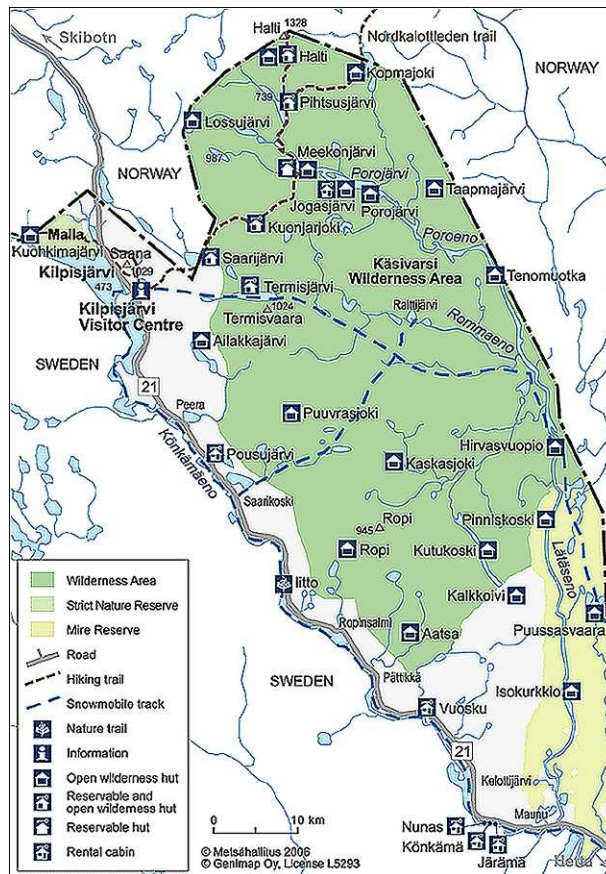 Skibotn
Halti 1328
Halti
Nordkalottleden trail
NORWAY
Kopmajoki
739
Pihtsusjärvi
Lossujärvi
987
Meekonjärvi
Porojärvi
NORWAY
Jogasjärvi
Porojärvi
Taapmajärvi
Kuonjarjoki
Poroeno
Malla
Kuohkimajärvi
Saana
1029
Kilpisjärvi
473
Saarijärvi
Käsivarsi
Wilderness Area
Termisjärvi
Tenomuotka
Kilpisjärvi
Visitor Centre
1024
Termisvaara
Raittijärvi
Rommaeno
SWEDEN
Ailakkajärvi
21
Peera
Puuvrasjoki
Könkämäeno
Hirvasvuopio
Pousujärvi
Kaskasjoki
Saarikoski
945
Ropi
Pinniskoski
Ropi
Kutukoski
Lätäseno
Iitto
Kalkkoivi
Puussasvaara
Ropinsalmi
Aatsa
SWEDEN
Pättikkä
Isokurkkio
Vuosku
21
Kelottijärvi
Maunu
Nunas
Könkämä
Järämä
Hetta
Wilderness Area
Strict Nature Reserve
Mire Reserve
Road
Hiking trail
Snowmobile track
Nature trail
Information
Open wilderness hut
Reservable and
open wilderness hut
Reservable hut
Rental cabin
0 10 km
© Metsähallitus 2006
© Genimap Oy, License L5293